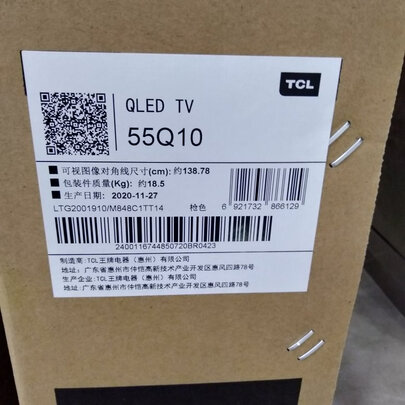 TCL
QLED TV
55Q10
■ 可视图像对角线尺寸(cm): 约138.78
■ 包装件质量(Kg): 约18.5
■ 生产日期: 2020-11-27
LTG2001910/M848C1TT14 枪色 6 921732 866129
2400116744850720BR0423
制造商: TCL王牌电器（惠州）有限公司
地址: 广东省惠州市仲恺高新技术产业开发区惠风四路78号
生产企业: TCL王牌电器（惠州）有限公司
地址: 广东省惠州市仲恺高新技术产业开发区惠风四路78号